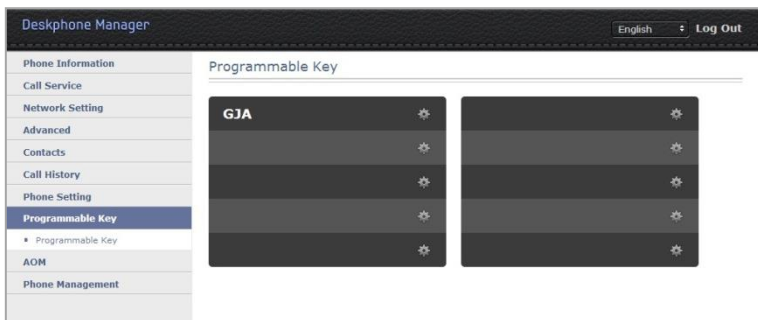 Deskphone Manager
English
Log Out
Phone Information
Call Service
Network Setting
Advanced
Contacts
Call History
Phone Setting
Programmable Key
Programmable Key
AOM
Phone Management
Programmable Key
GJA